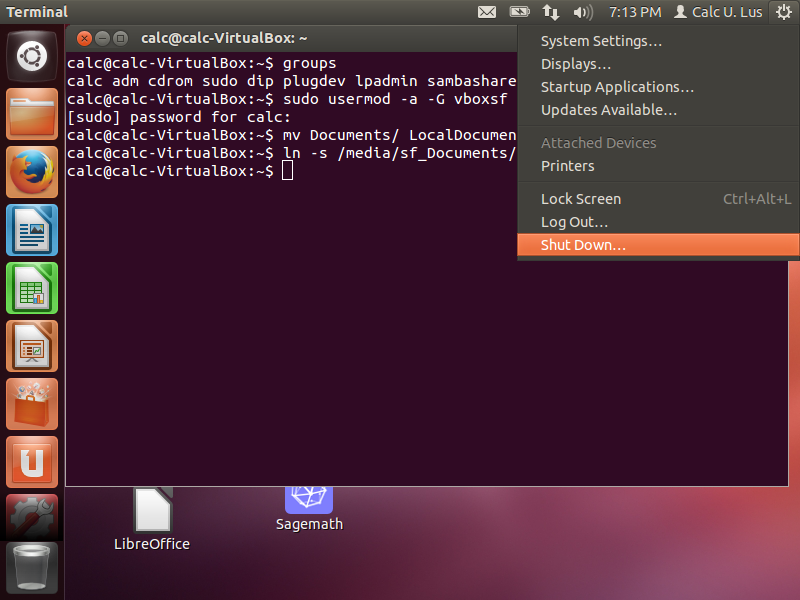 Terminal
7:13 PM
Calc U. Lus
calc@calc-VirtualBox: ~
calc@calc-VirtualBox:~$ groups
calc adm cdrom sudo dip plugdev lpadmin sambashare
calc@calc-VirtualBox:~$ sudo usermod -a -G vboxsf
[sudo] password for calc:
calc@calc-VirtualBox:~$ mv Documents/ LocalDocumen
calc@calc-VirtualBox:~$ ln -s /media/sf_Documents/
calc@calc-VirtualBox:~$
System Settings...
Displays...
Startup Applications...
Updates Available...
Attached Devices
Printers
Lock Screen Ctrl+Alt+L
Log Out...
Shut Down...
LibreOffice
Sagemath